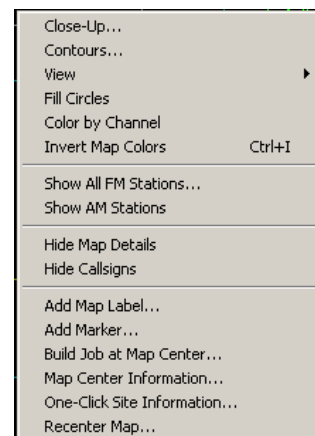 Close-Up...
Contours...
View
Fill Circles
Color by Channel
Invert Map Colors Ctrl+I
Show All FM Stations...
Show AM Stations
Hide Map Details
Hide Callsigns
Add Map Label...
Add Marker...
Build Job at Map Center...
Map Center Information...
One-Click Site Information...
Recenter Map...